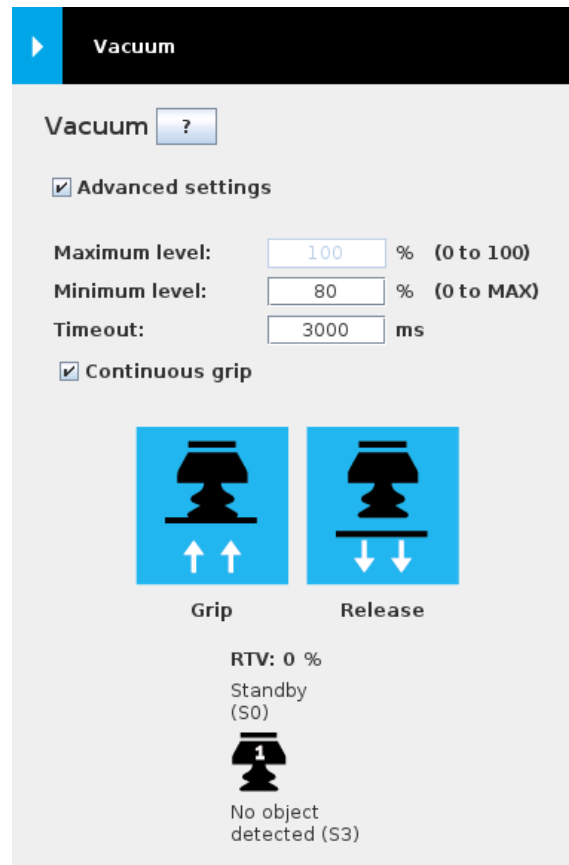 Vacuum
Vacuum ?
Advanced settings
Maximum level: 100 % (0 to 100)
Minimum level: 80 % (0 to MAX)
Timeout: 3000 ms
Continuous grip
Grip Release
RTV: 0 %
Standby
(S0)
1
No object
detected (S3)